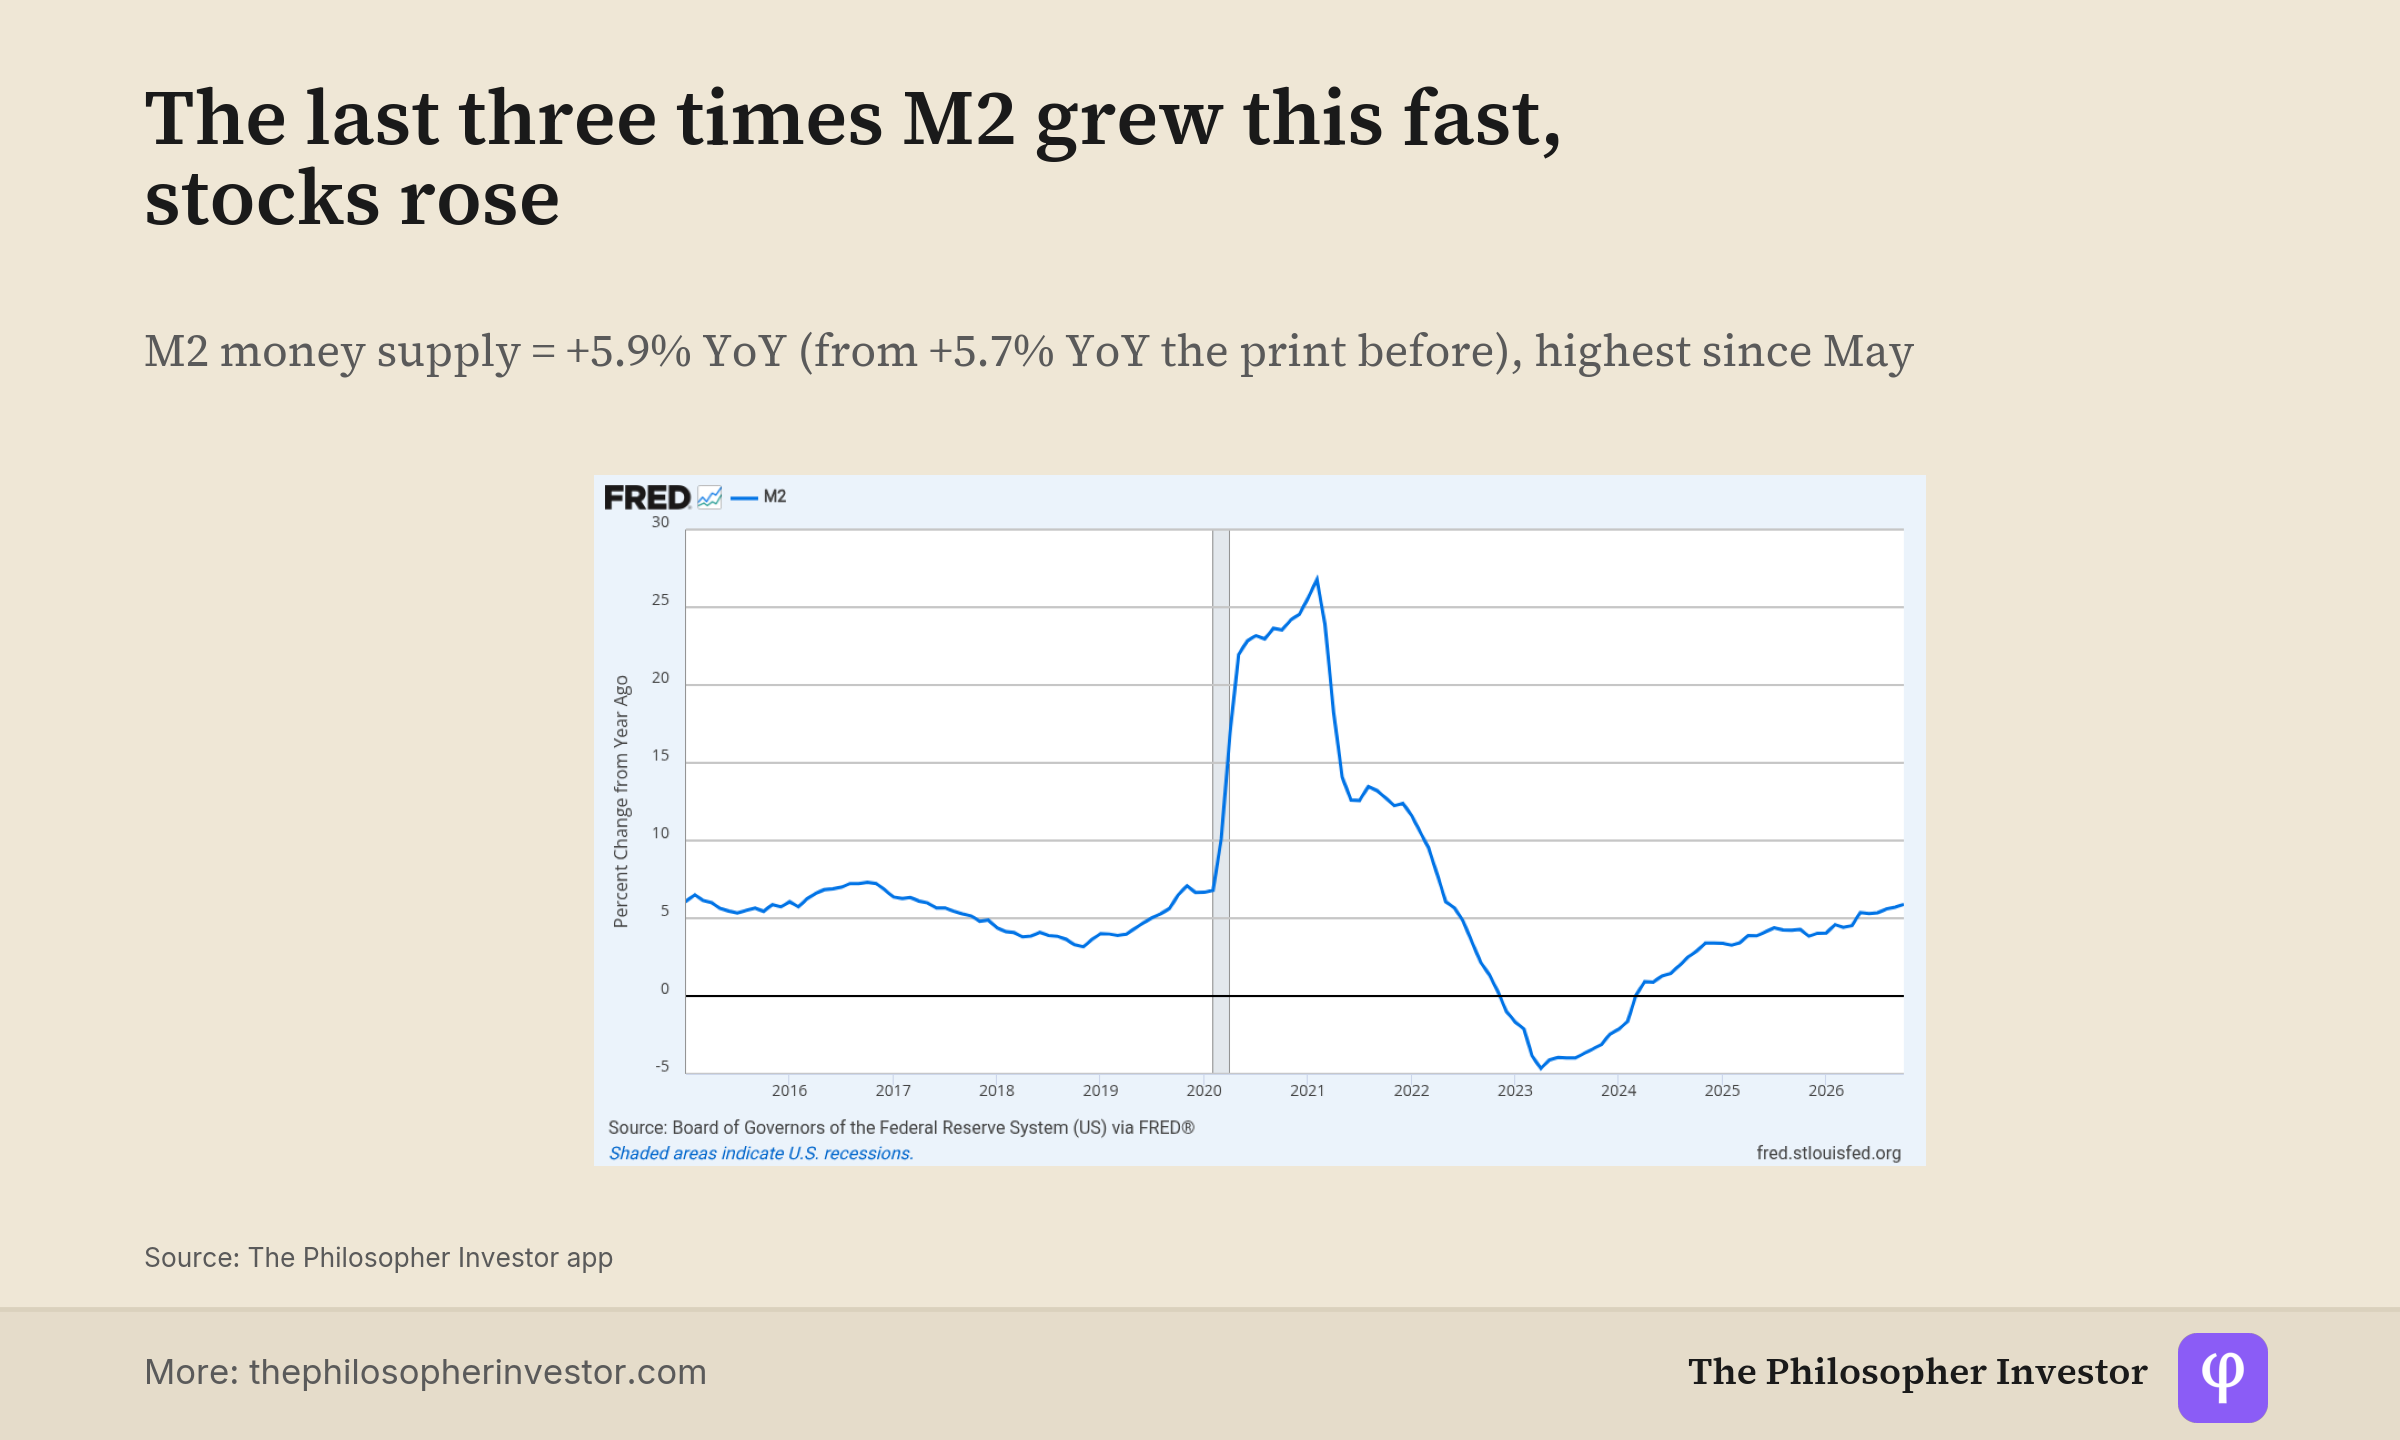 The last three times M2 grew this fast,
stocks rose
M2 money supply = +5.9% YoY (from +5.7% YoY the print before), highest since May
FRED
M2
30
25
20
15
10
5
0
-5
Percent Change from Year Ago
2016 2017 2018 2019 2020 2021 2022 2023 2024 2025 2026
Source: Board of Governors of the Federal Reserve System (US) via FRED®
Shaded areas indicate U.S. recessions.
fred.stlouisfed.org
Source: The Philosopher Investor app
More: thephilosopherinvestor.com
The Philosopher Investor
φ